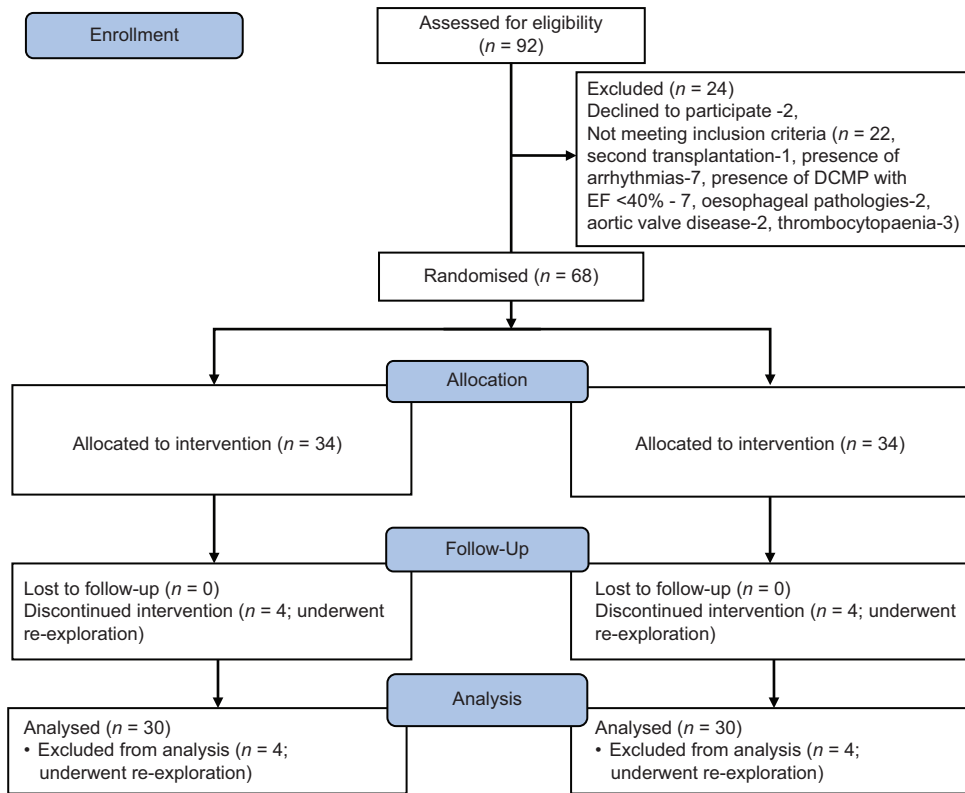 Enrollment
Assessed for eligibility
(n = 92)
Excluded (n = 24)
Declined to participate -2,
Not meeting inclusion criteria (n = 22,
second transplantation-1, presence of
arrhythmias-7, presence of DCMP with
EF <40% - 7, oesophageal pathologies-2,
aortic valve disease-2, thrombocytopaenia-3)
Randomised (n = 68)
Allocation
Allocated to intervention (n = 34)
Allocated to intervention (n = 34)
Follow-Up
Lost to follow-up (n = 0)
Discontinued intervention (n = 4; underwent
re-exploration)
Lost to follow-up (n = 0)
Discontinued intervention (n = 4; underwent
re-exploration)
Analysis
Analysed (n = 30)
• Excluded from analysis (n = 4;
underwent re-exploration)
Analysed (n = 30)
• Excluded from analysis (n = 4;
underwent re-exploration)